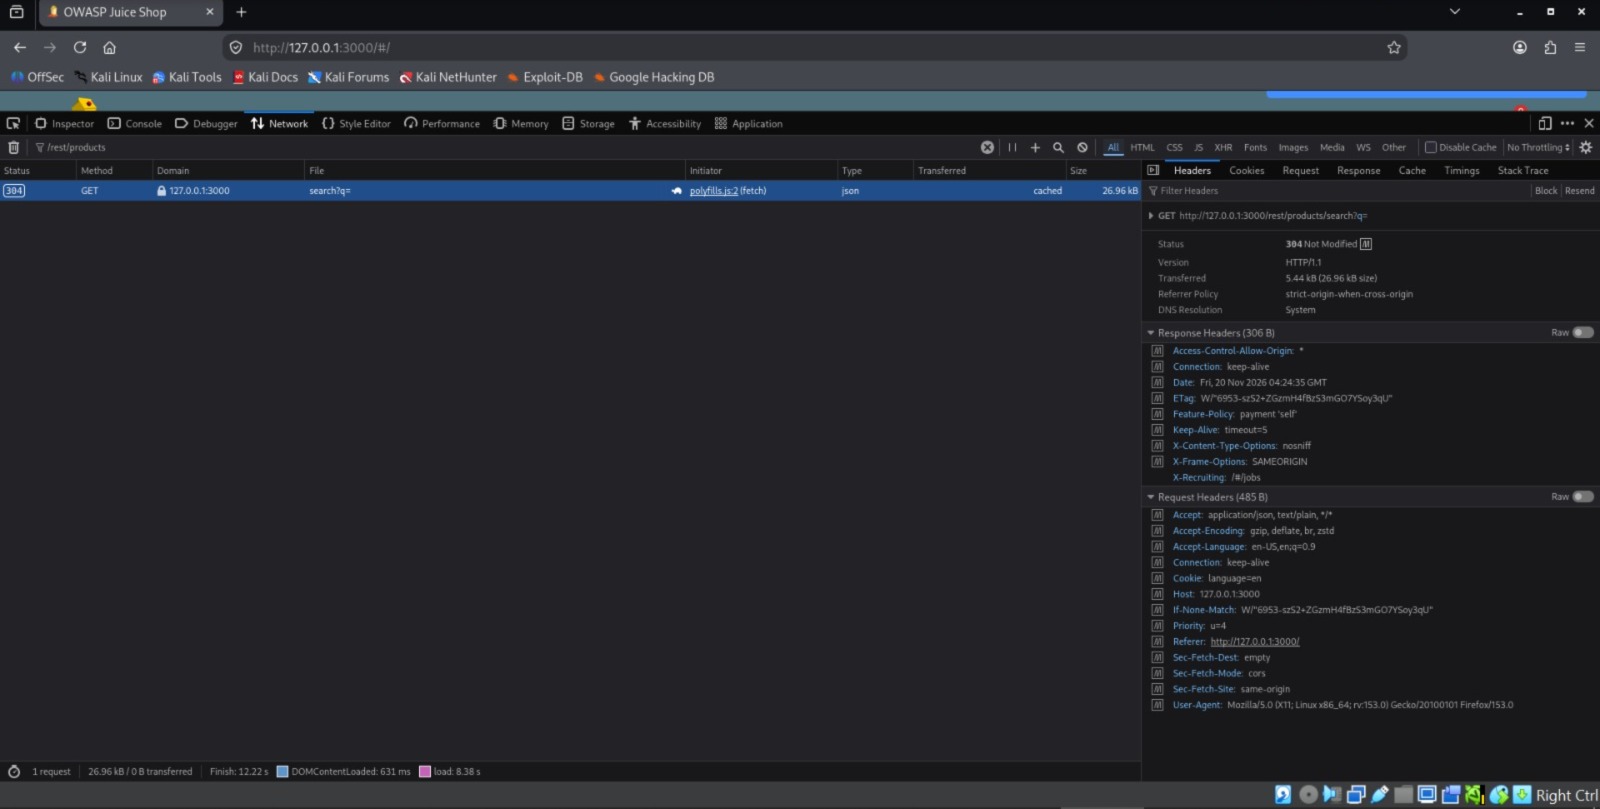 OWASP Juice Shop
http://127.0.0.1:3000/#/
OffSec Kali Linux Kali Tools Kali Docs Kali Forums Kali NetHunter Exploit-DB Google Hacking DB
Inspector Console Debugger Network Style Editor Performance Memory Storage Accessibility Application
/rest/products All HTML CSS JS XHR Fonts Images Media WS Other Disable Cache No Throttling
Status Method Domain File Initiator Type Transferred Size
304 GET 127.0.0.1:3000 search?q= polyfills.js:2 (fetch) json cached 26.96 kB
Headers Cookies Request Response Cache Timings Stack Trace
Filter Headers Block Resend
GET http://127.0.0.1:3000/rest/products/search?q=
Status 304 Not Modified
Version HTTP/1.1
Transferred 5.44 kB (26.96 kB size)
Referrer Policy strict-origin-when-cross-origin
DNS Resolution System
Response Headers (306 B) Raw
Access-Control-Allow-Origin: *
Connection: keep-alive
Date: Fri, 20 Nov 2026 04:24:35 GMT
ETag: W/"6953-szS2+ZGzmH4fBzS3mGO7YSoy3qU"
Feature-Policy: payment 'self'
Keep-Alive: timeout=5
X-Content-Type-Options: nosniff
X-Frame-Options: SAMEORIGIN
X-Recruiting: /#/jobs
Request Headers (485 B) Raw
Accept: application/json, text/plain, */*
Accept-Encoding: gzip, deflate, br, zstd
Accept-Language: en-US,en;q=0.9
Connection: keep-alive
Cookie: language=en
Host: 127.0.0.1:3000
If-None-Match: W/"6953-szS2+ZGzmH4fBzS3mGO7YSoy3qU"
Priority: u=4
Referer: http://127.0.0.1:3000/
Sec-Fetch-Dest: empty
Sec-Fetch-Mode: cors
Sec-Fetch-Site: same-origin
User-Agent: Mozilla/5.0 (X11; Linux x86_64; rv:153.0) Gecko/20100101 Firefox/153.0
1 request 26.96 kB / 0 B transferred Finish: 12.22 s DOMContentLoaded: 631 ms load: 8.38 s
Right Ctrl